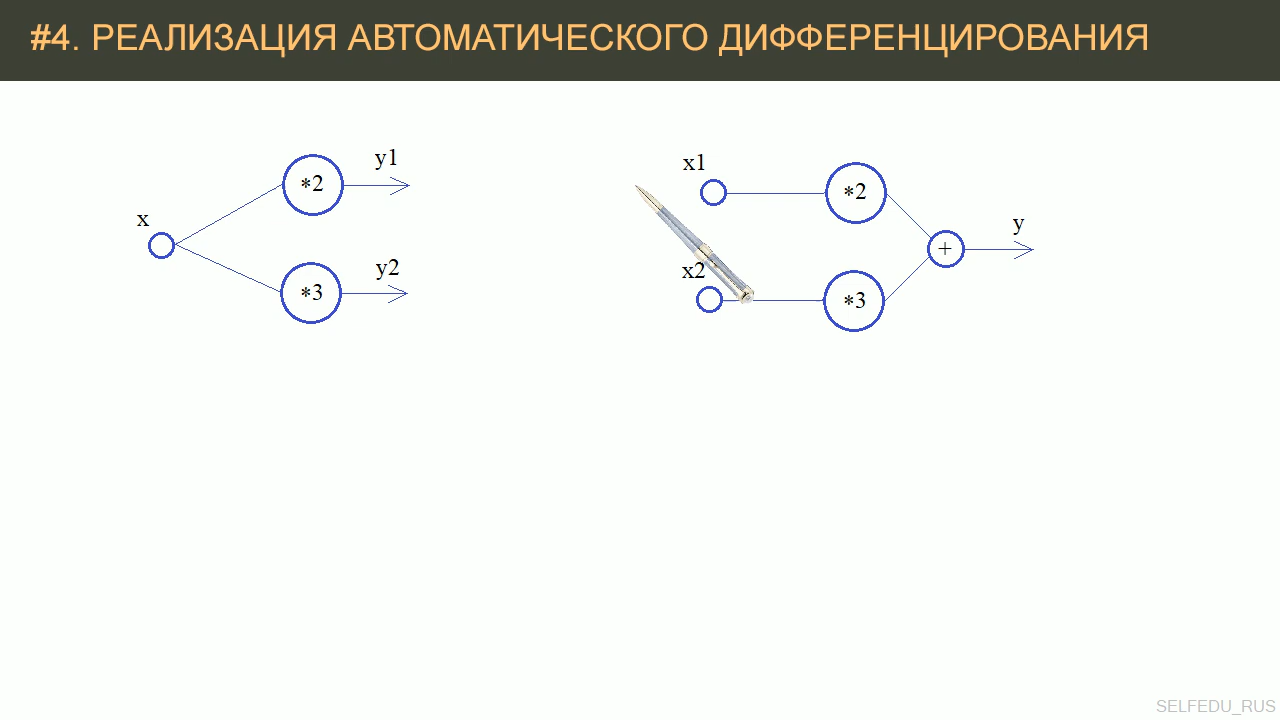 #4. РЕАЛИЗАЦИЯ АВТОМАТИЧЕСКОГО ДИФФЕРЕНЦИРОВАНИЯ
x
*2
y1
*3
y2
x1
*2
x2
*3
+
y
SELFEDU_RUS